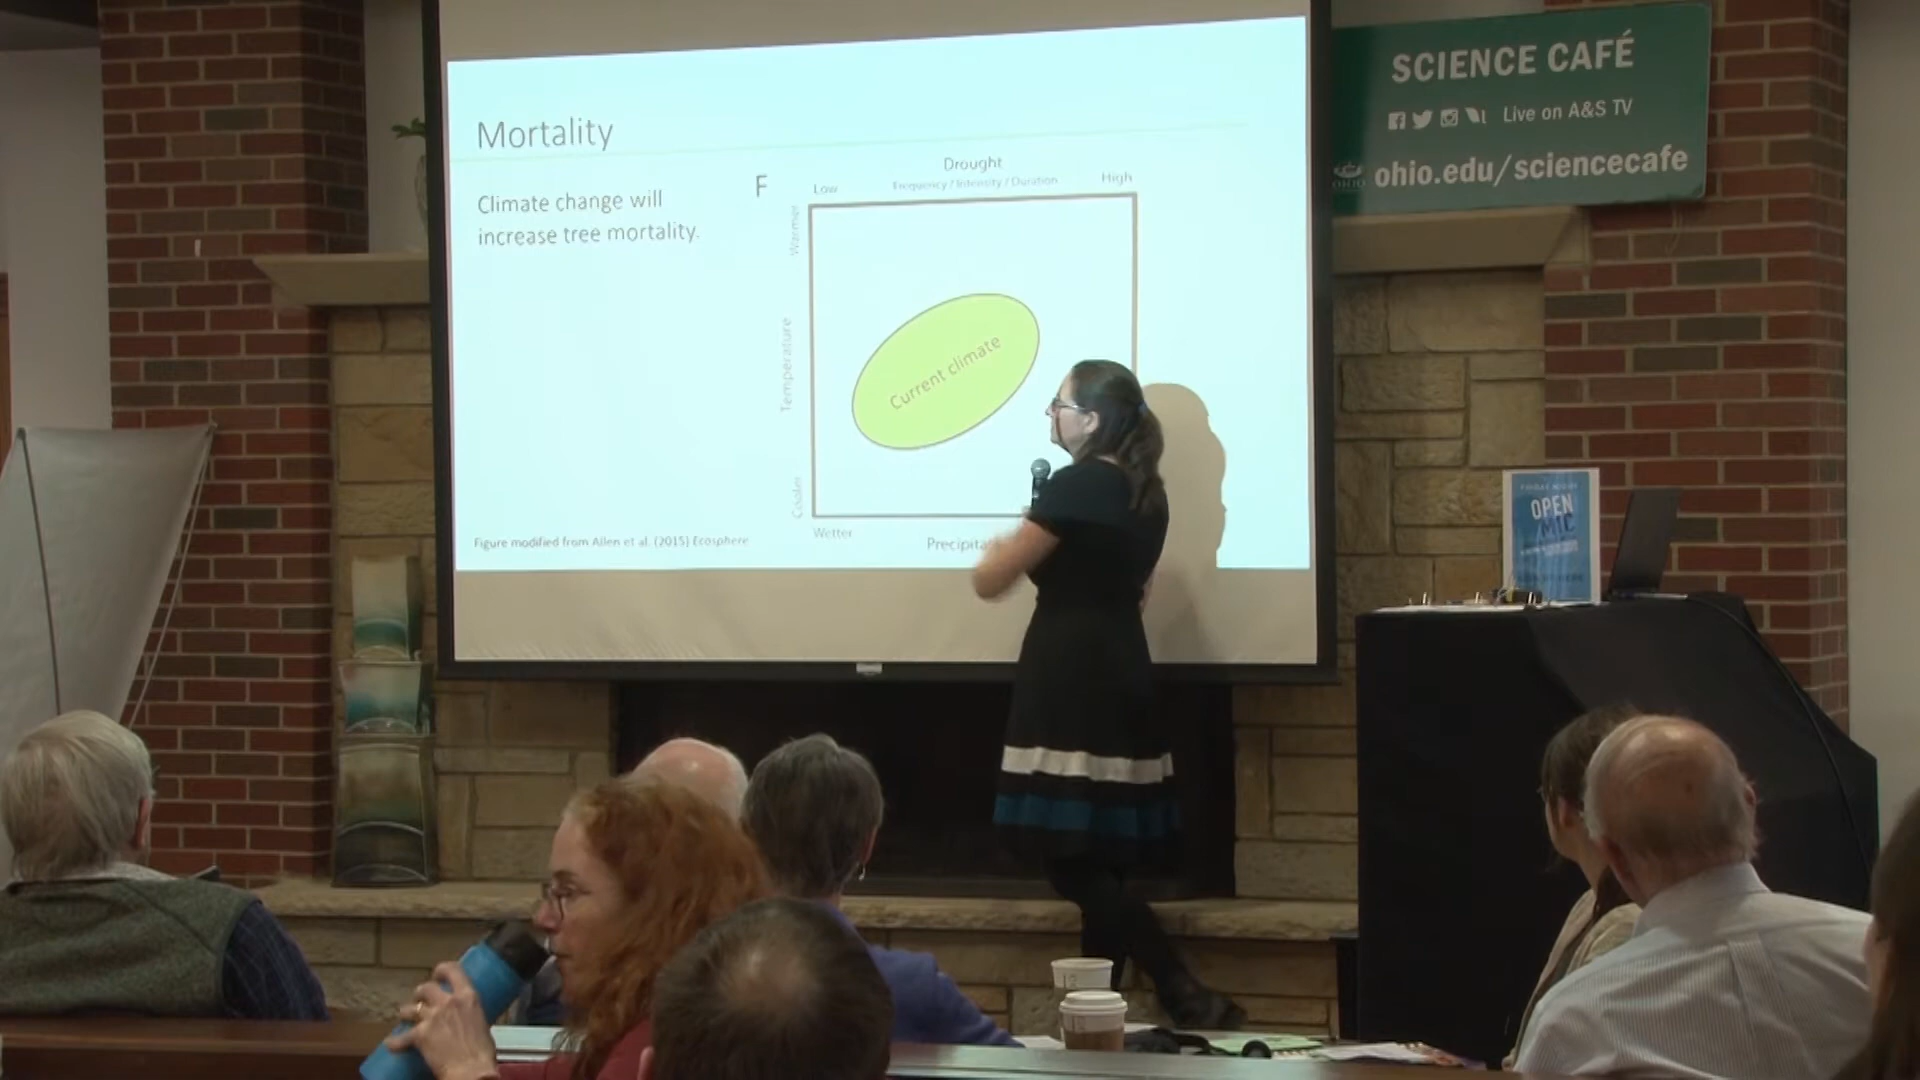 SCIENCE CAFÉ
Live on A&S TV
ohio.edu/sciencecafe
OHIO
Mortality
Climate change will
increase tree mortality.
F
Drought
Frequency / Intensity / Duration
Low
High
Warmer
Temperature
Cooler
Current climate
Wetter
Figure modified from Allen et al. (2015) Ecosphere
OPEN
MIC